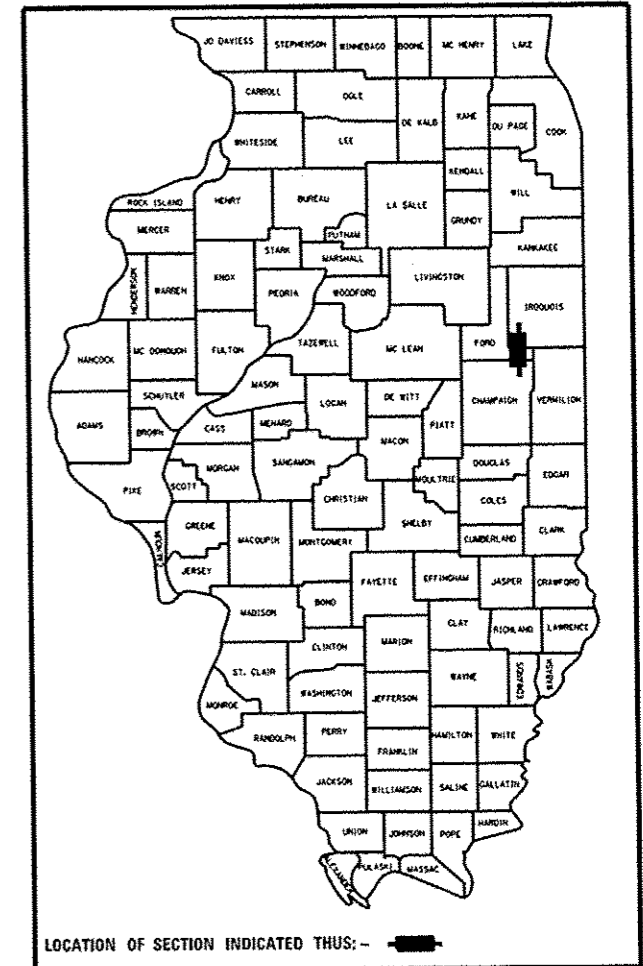 JO DAVIESS STEPHENSON WINNEBAGO BOONE MC HENRY LAKE
CARROLL OGLE DE KALB KANE DU PAGE COOK
WHITESIDE LEE
KENDALL WILL
ROCK ISLAND HENRY BUREAU LA SALLE GRUNDY
MERCER PUTNAM KANKAKEE
STARK MARSHALL
HENDERSON WARREN KNOX PEORIA WOODFORD LIVINGSTON IROQUOIS
HANCOCK MC DONOUGH FULTON TAZEWELL MC LEAN FORD
MASON
SCHUYLER LOGAN DE WITT CHAMPAIGN VERMILION
ADAMS BROWN CASS MENARD PIATT
MACON
MORGAN SANGAMON DOUGLAS EDGAR
PIKE SCOTT CHRISTIAN MOULTRIE COLES
GREENE SHELBY
CALHOUN MACOUPIN MONTGOMERY CUMBERLAND CLARK
JERSEY
FAYETTE EFFINGHAM JASPER CRAWFORD
MADISON BOND
CLAY RICHLAND LAWRENCE
CLINTON MARION
ST. CLAIR WAYNE EDWARDS WABASH
MONROE WASHINGTON JEFFERSON
RANDOLPH PERRY HAMILTON WHITE
FRANKLIN
JACKSON WILLIAMSON SALINE GALLATIN
UNION JOHNSON POPE HARDIN
ALEXANDER PULASKI MASSAC
LOCATION OF SECTION INDICATED THUS: -